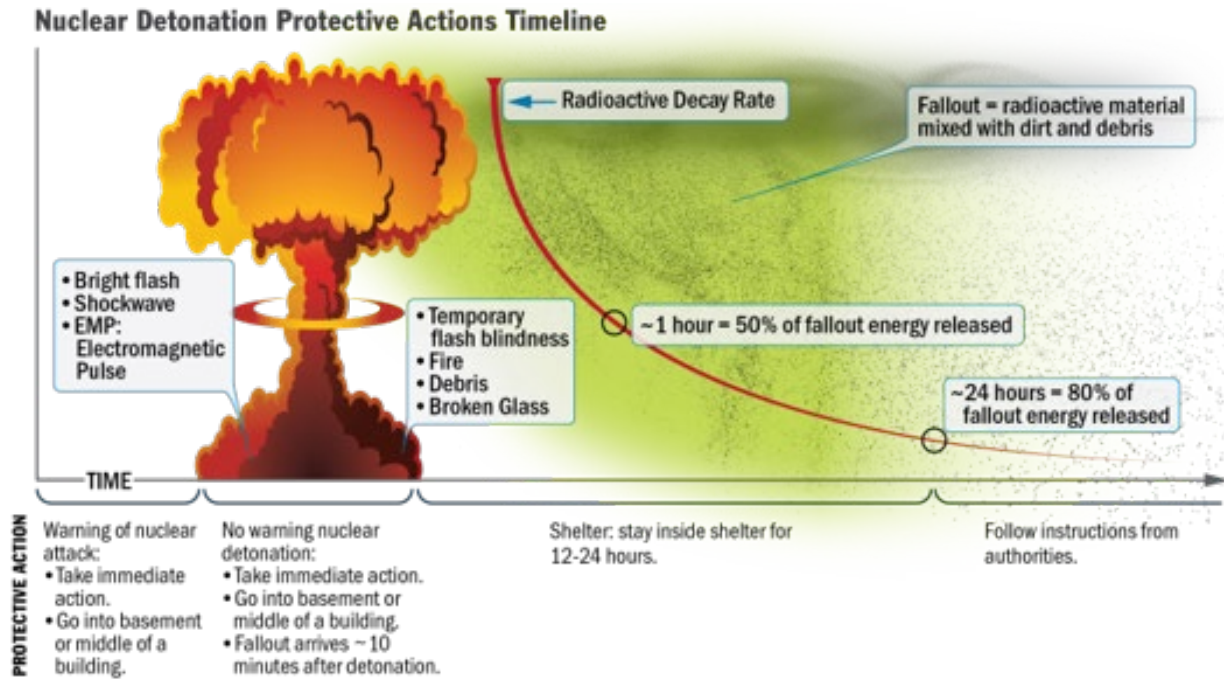 Nuclear Detonation Protective Actions Timeline
Radioactive Decay Rate
Fallout = radioactive material
mixed with dirt and debris
• Bright flash
• Shockwave
• EMP:
Electromagnetic
Pulse
• Temporary
flash blindness
• Fire
• Debris
• Broken Glass
~1 hour = 50% of fallout energy released
~24 hours = 80% of
fallout energy released
TIME
PROTECTIVE ACTION
Warning of nuclear
attack:
• Take immediate
action.
• Go into basement
or middle of a
building.
No warning nuclear
detonation:
• Take immediate action.
• Go into basement or
middle of a building.
• Fallout arrives ~ 10
minutes after detonation.
Shelter: stay inside shelter for
12-24 hours.
Follow instructions from
authorities.